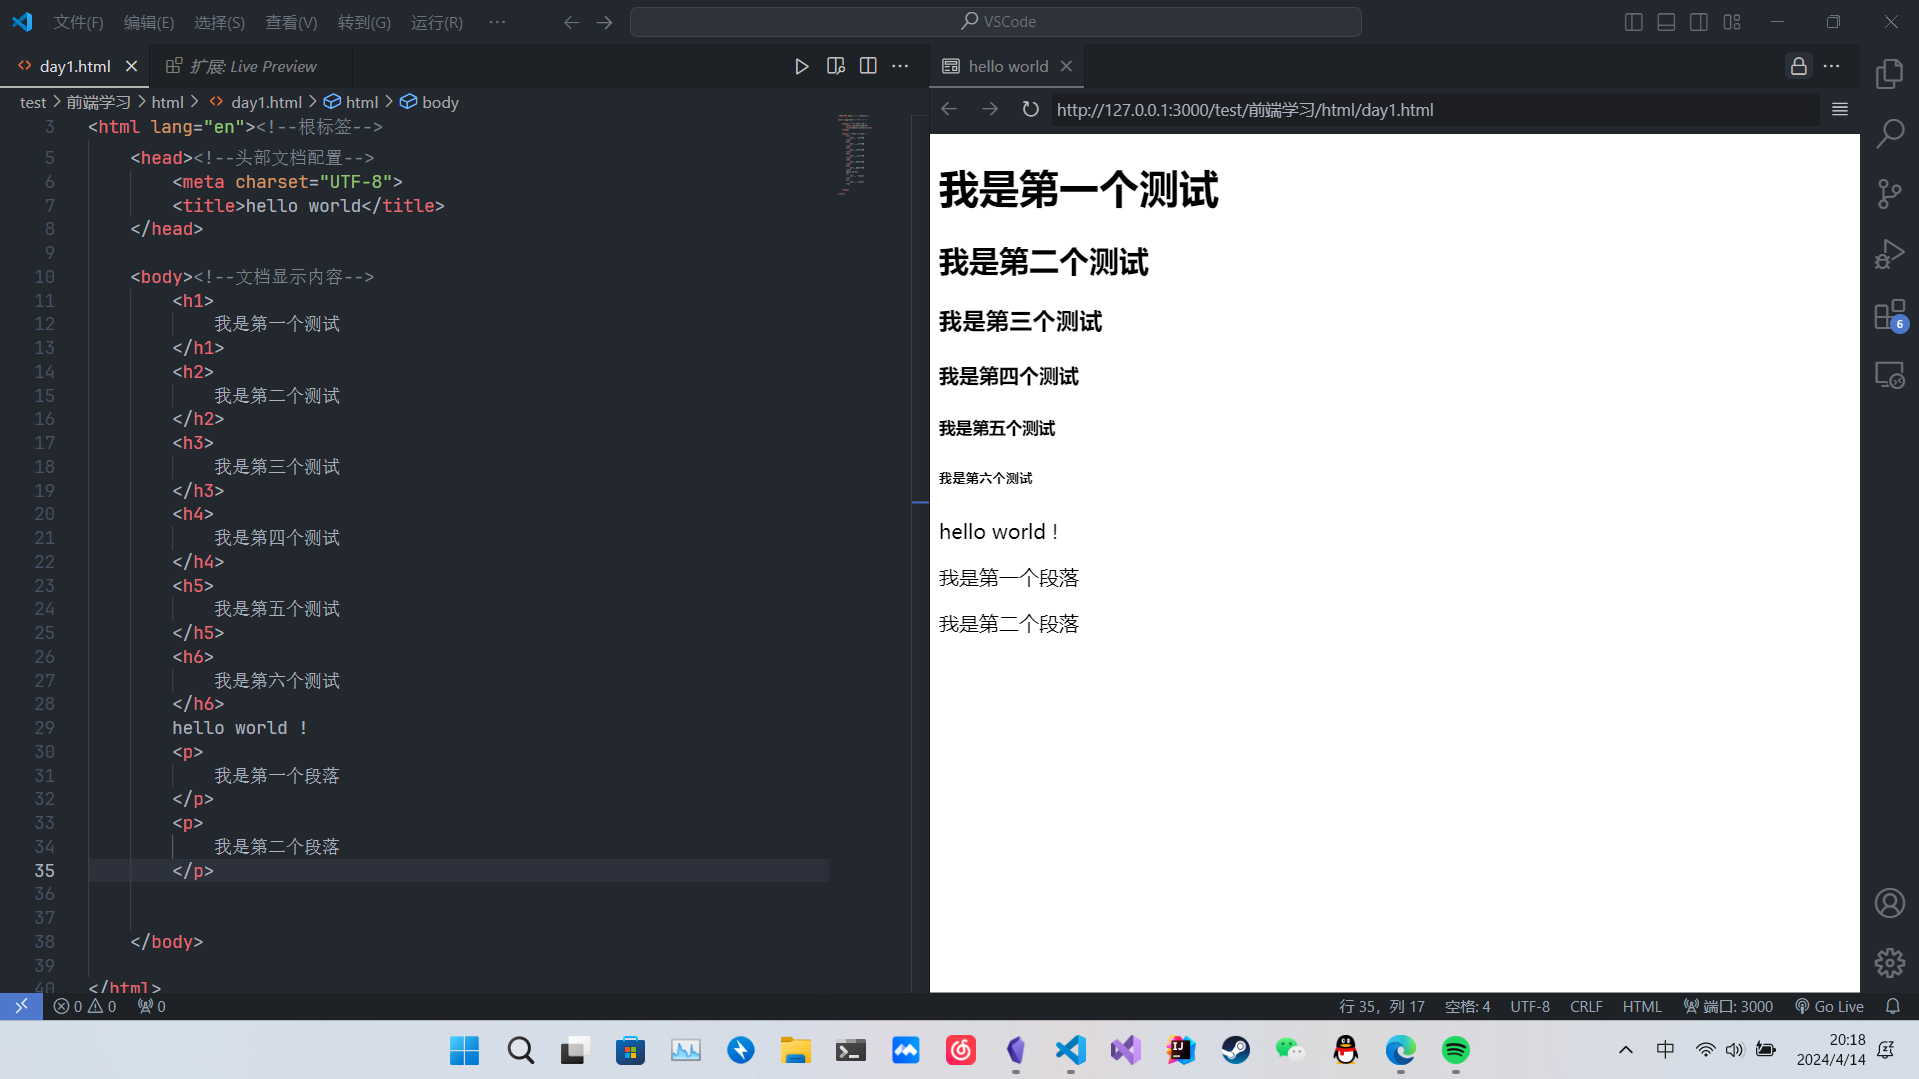 文件(F) 编辑(E) 选择(S) 查看(V) 转到(G) 运行(R) ··· VSCode
day1.html 扩展: Live Preview
test > 前端学习 > html > day1.html > html > body
3 <html lang="en"><!--根标签-->
5 <head><!--头部文档配置-->
6 <meta charset="UTF-8">
7 <title>hello world</title>
8 </head>
9
10 <body><!--文档显示内容-->
11 <h1>
12 我是第一个测试
13 </h1>
14 <h2>
15 我是第二个测试
16 </h2>
17 <h3>
18 我是第三个测试
19 </h3>
20 <h4>
21 我是第四个测试
22 </h4>
23 <h5>
24 我是第五个测试
25 </h5>
26 <h6>
27 我是第六个测试
28 </h6>
29 hello world !
30 <p>
31 我是第一个段落
32 </p>
33 <p>
34 我是第二个段落
35 </p>
36
37
38 </body>
39
40 </html>
hello world
http://127.0.0.1:3000/test/前端学习/html/day1.html
我是第一个测试
我是第二个测试
我是第三个测试
我是第四个测试
我是第五个测试
我是第六个测试
hello world !
我是第一个段落
我是第二个段落
6
0 0 0 行 35，列 17 空格: 4 UTF-8 CRLF HTML 端口: 3000 Go Live
中 20:18
2024/4/14